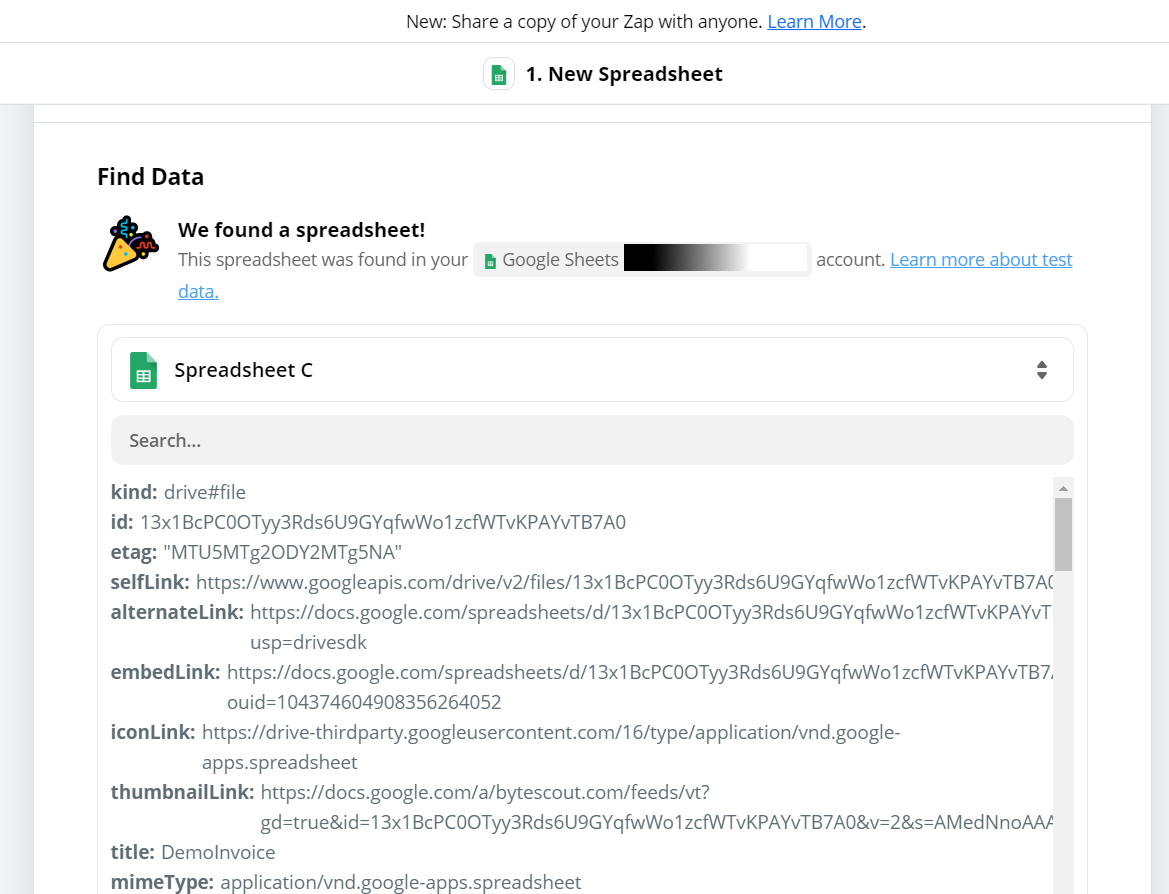 New: Share a copy of your Zap with anyone. Learn More.
1. New Spreadsheet
Find Data
We found a spreadsheet!
This spreadsheet was found in your Google Sheets account. Learn more about test
data.
Spreadsheet C
Search...
kind: drive#file
id: 13x1BcPC0OTyy3Rds6U9GYqfwWo1zcfWTvKPAYvTB7A0
etag: "MTU5MTg2ODY2MTg5NA"
selfLink: https://www.googleapis.com/drive/v2/files/13x1BcPC0OTyy3Rds6U9GYqfwWo1zcfWTvKPAYvTB7A0
alternateLink: https://docs.google.com/spreadsheets/d/13x1BcPC0OTyy3Rds6U9GYqfwWo1zcfWTvKPAYvT
usp=drivesdk
embedLink: https://docs.google.com/spreadsheets/d/13x1BcPC0OTyy3Rds6U9GYqfwWo1zcfWTvKPAYvTB7
ouid=104374604908356264052
iconLink: https://drive-thirdparty.googleusercontent.com/16/type/application/vnd.google-
apps.spreadsheet
thumbnailLink: https://docs.google.com/a/bytescout.com/feeds/vt?
gd=true&id=13x1BcPC0OTyy3Rds6U9GYqfwWo1zcfWTvKPAYvTB7A0&v=2&s=AMedNnoAAA
title: DemoInvoice
mimeType: application/vnd.google-apps.spreadsheet